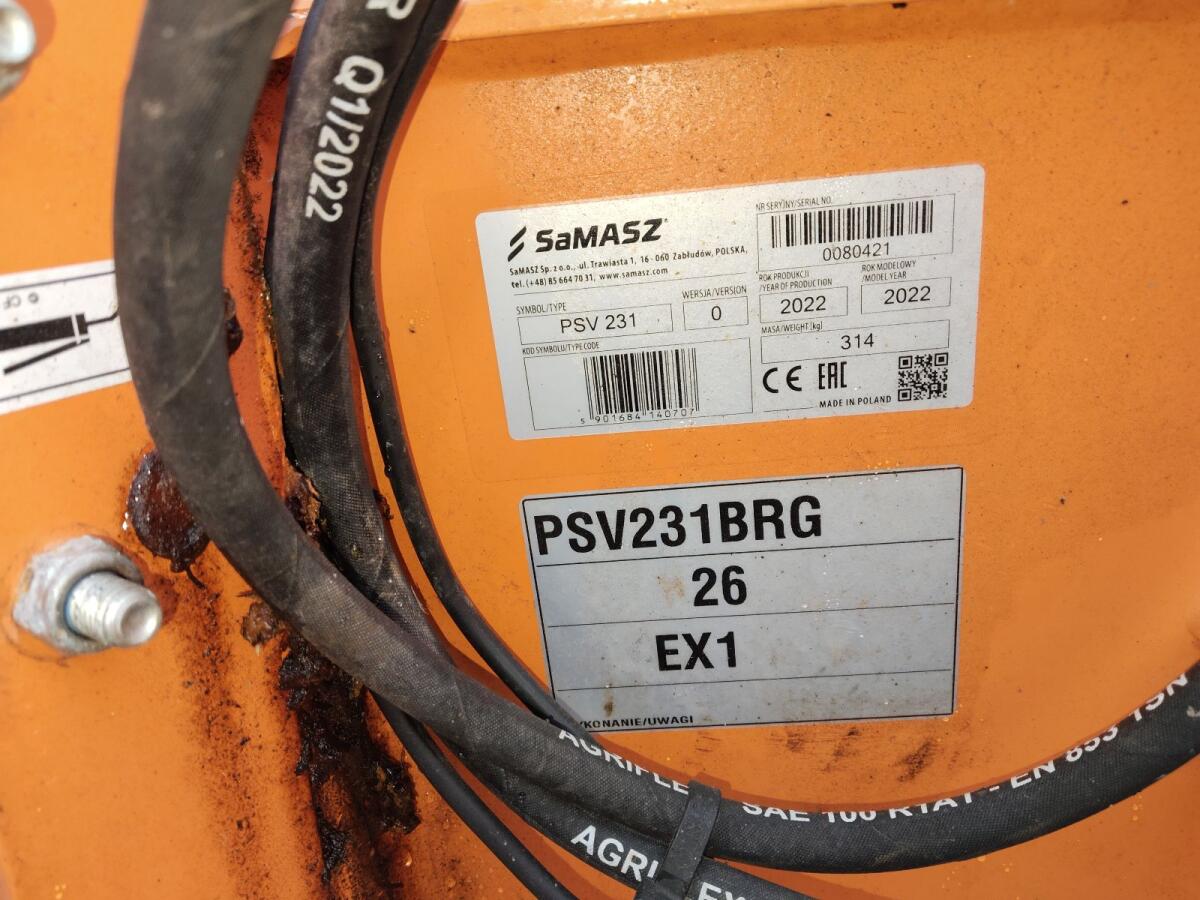 R Q1/2022
SaMASZ
SaMASZ Sp. z o.o., ul. Trawiasta 1, 16-060 Zabłudów, POLSKA,
tel. (+48) 85 664 70 31, www.samasz.com
NR SERYJNY/SERIAL NO.
0080421
SYMBOL/TYPE
PSV 231
WERSJA/VERSION
0
ROK PRODUKCJI
/YEAR OF PRODUCTION
2022
ROK MODELOWY
/MODEL YEAR
2022
MASA/WEIGHT [kg]
314
KOD SYMBOLU/TYPE CODE
5 901684 140707
CE EAC
MADE IN POLAND
PSV231BRG
26
EX1
KONANIE/UWAGI
AGRIFLE
SAE 100 R1AT - EN 853 1SN
AGRI
EX